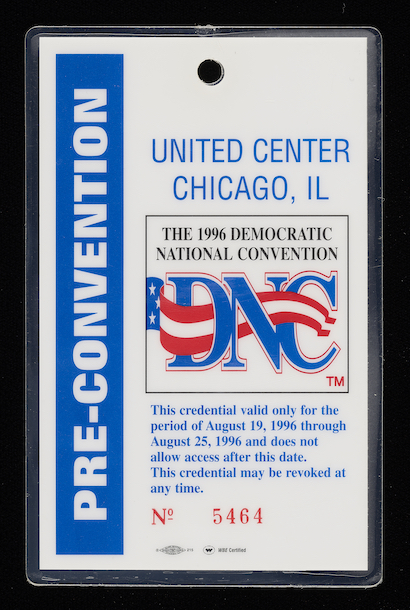 PRE-CONVENTION
UNITED CENTER
CHICAGO, IL
THE 1996 DEMOCRATIC
NATIONAL CONVENTION
DNC
TM
This credential valid only for the
period of August 19, 1996 through
August 25, 1996 and does not
allow access after this date.
This credential may be revoked at
any time.
Nº 5464
WBE Certified